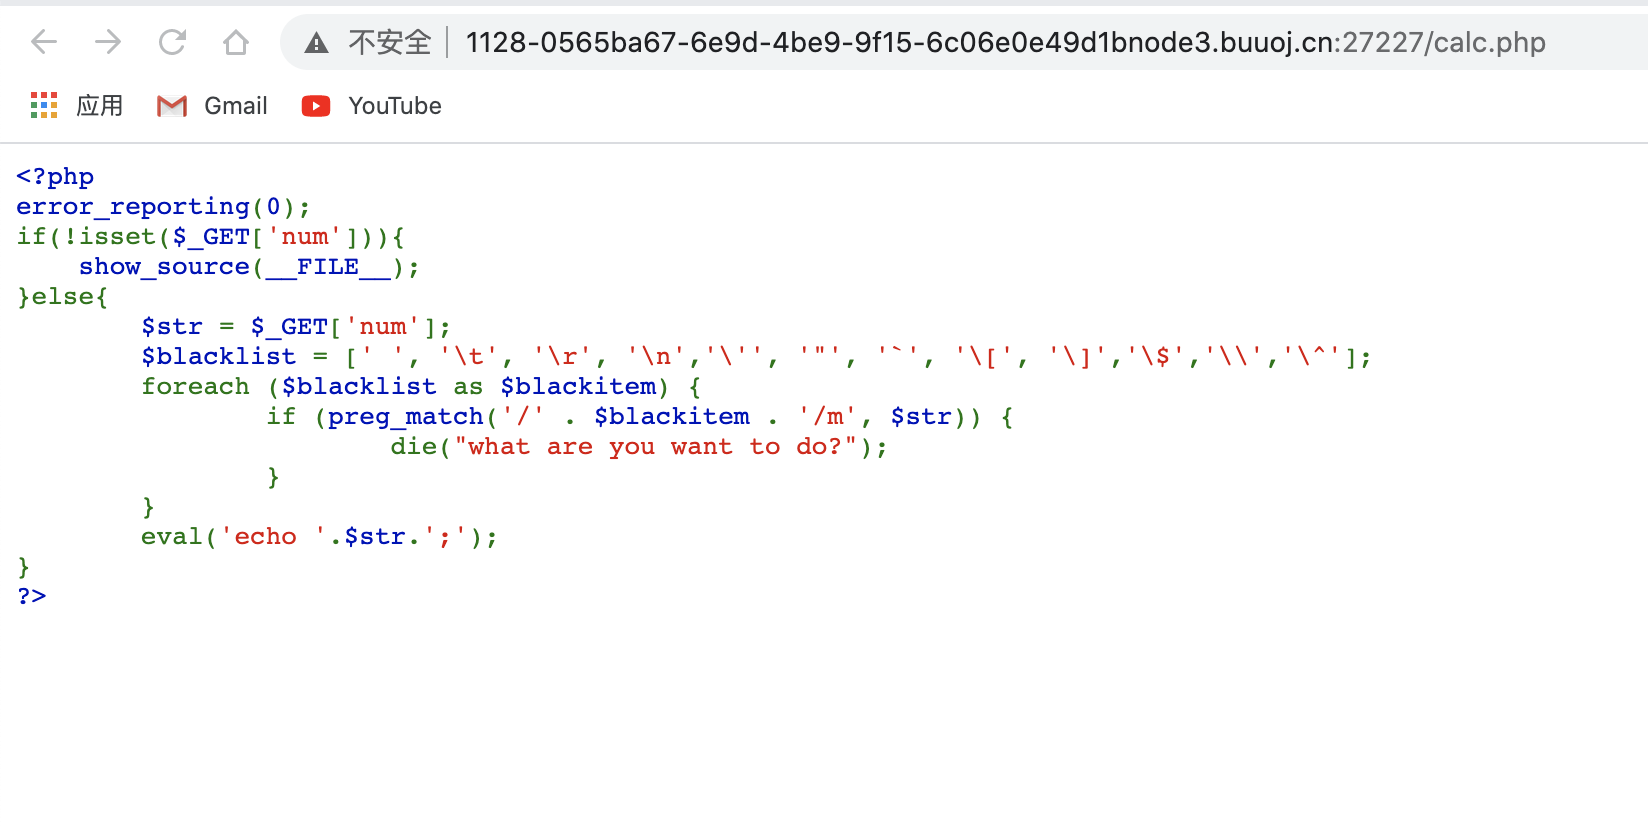 不安全 1128-0565ba67-6e9d-4be9-9f15-6c06e0e49d1bnode3.buuoj.cn:27227/calc.php
应用 Gmail YouTube
<?php
error_reporting(0);
if(!isset($_GET['num'])){
    show_source(__FILE__);
}else{
        $str = $_GET['num'];
        $blacklist = [' ', '\t', '\r', '\n','\'', '"', '`', '\[', '\]','\$','\\','\^'];
        foreach ($blacklist as $blackitem) {
                if (preg_match('/' . $blackitem . '/m', $str)) {
                        die("what are you want to do?");
                }
        }
        eval('echo '.$str.';');
}
?>